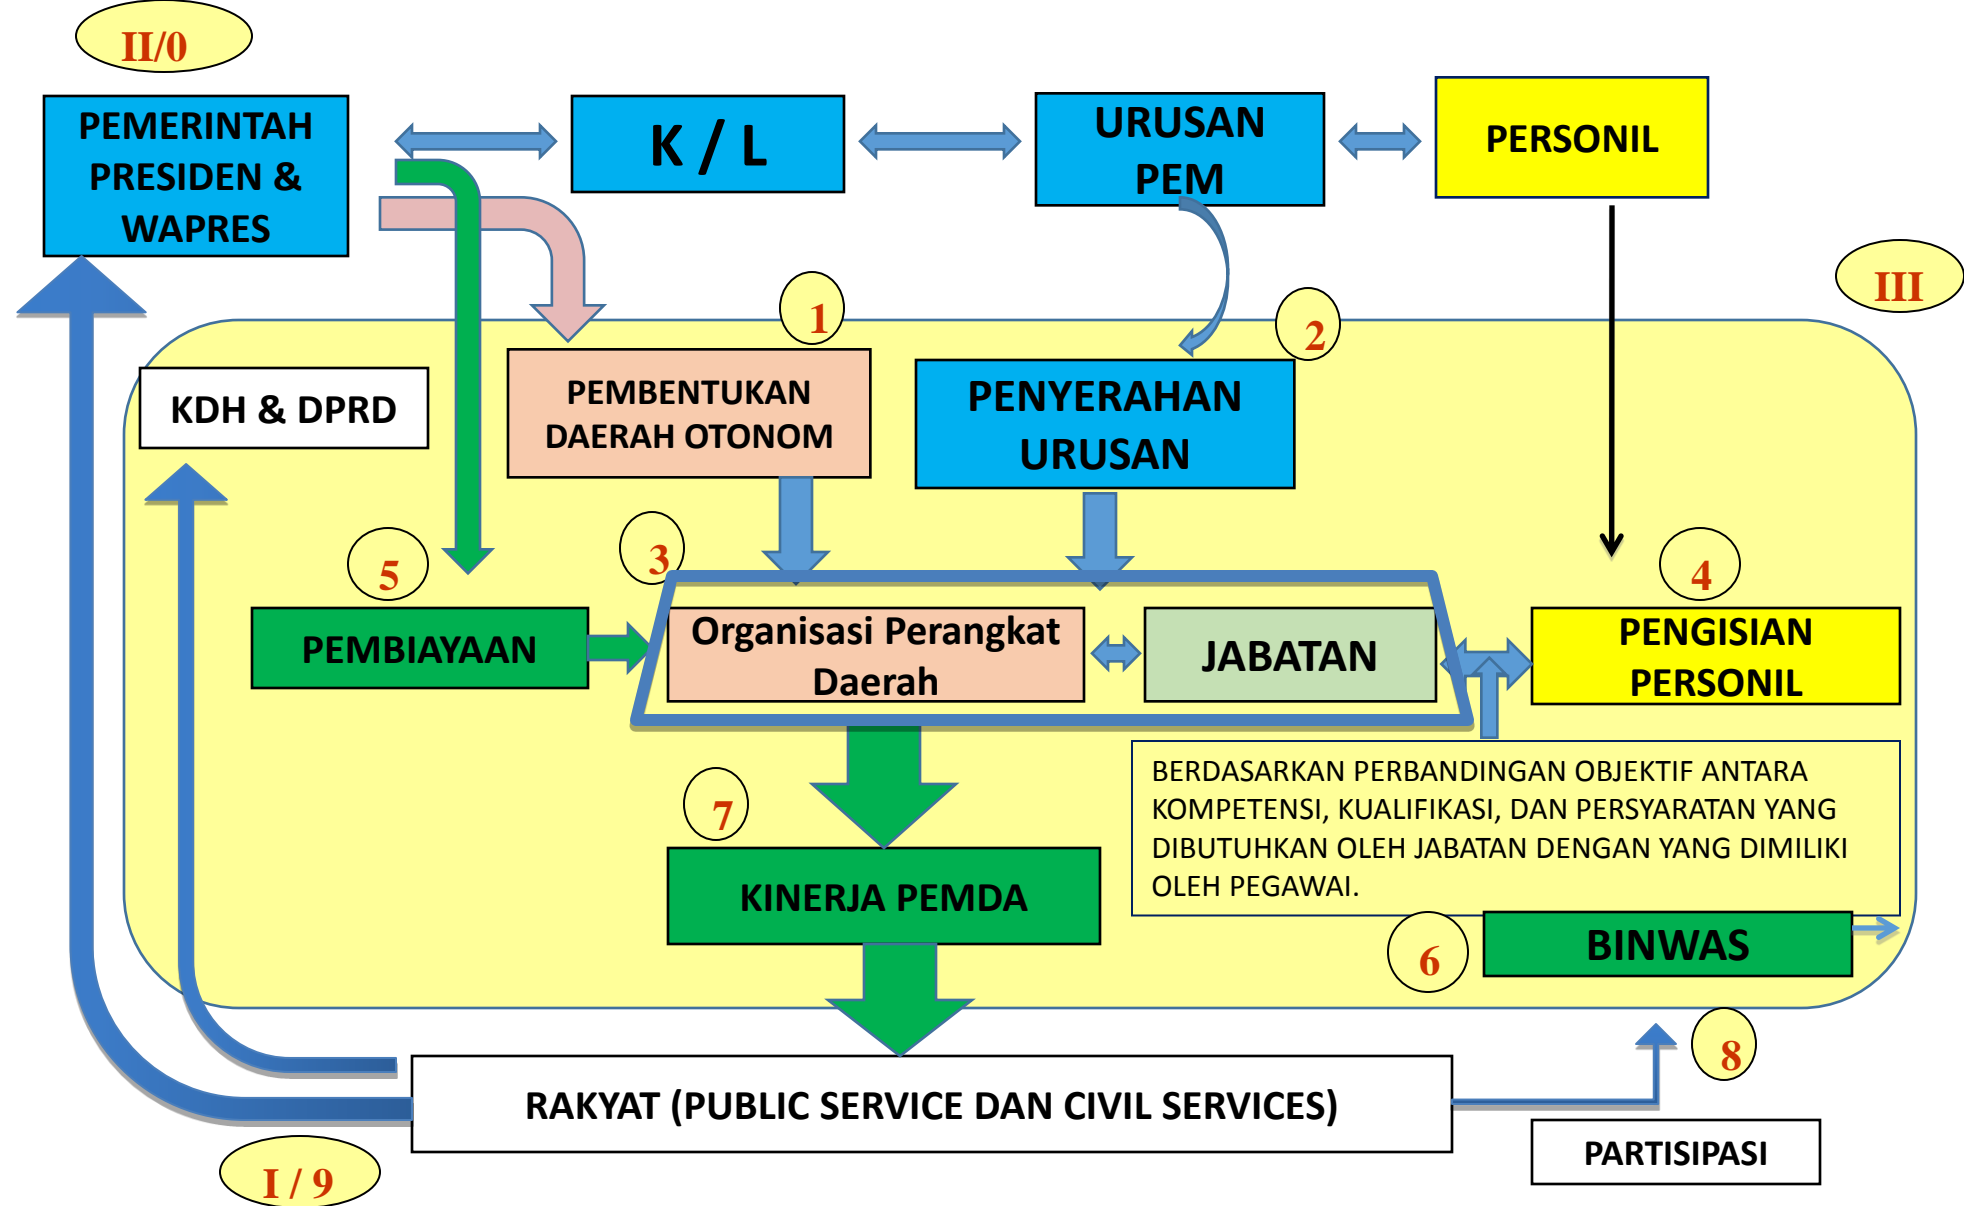 II/0
PEMERINTAH
PRESIDEN &
WAPRES
K / L
URUSAN
PEM
PERSONIL
III
1
2
KDH & DPRD
PEMBENTUKAN
DAERAH OTONOM
PENYERAHAN
URUSAN
5
3
4
PEMBIAYAAN
Organisasi Perangkat
Daerah
JABATAN
PENGISIAN
PERSONIL
7
BERDASARKAN PERBANDINGAN OBJEKTIF ANTARA
KOMPETENSI, KUALIFIKASI, DAN PERSYARATAN YANG
DIBUTUHKAN OLEH JABATAN DENGAN YANG DIMILIKI
OLEH PEGAWAI.
KINERJA PEMDA
6
BINWAS
8
RAKYAT (PUBLIC SERVICE DAN CIVIL SERVICES)
PARTISIPASI
I / 9